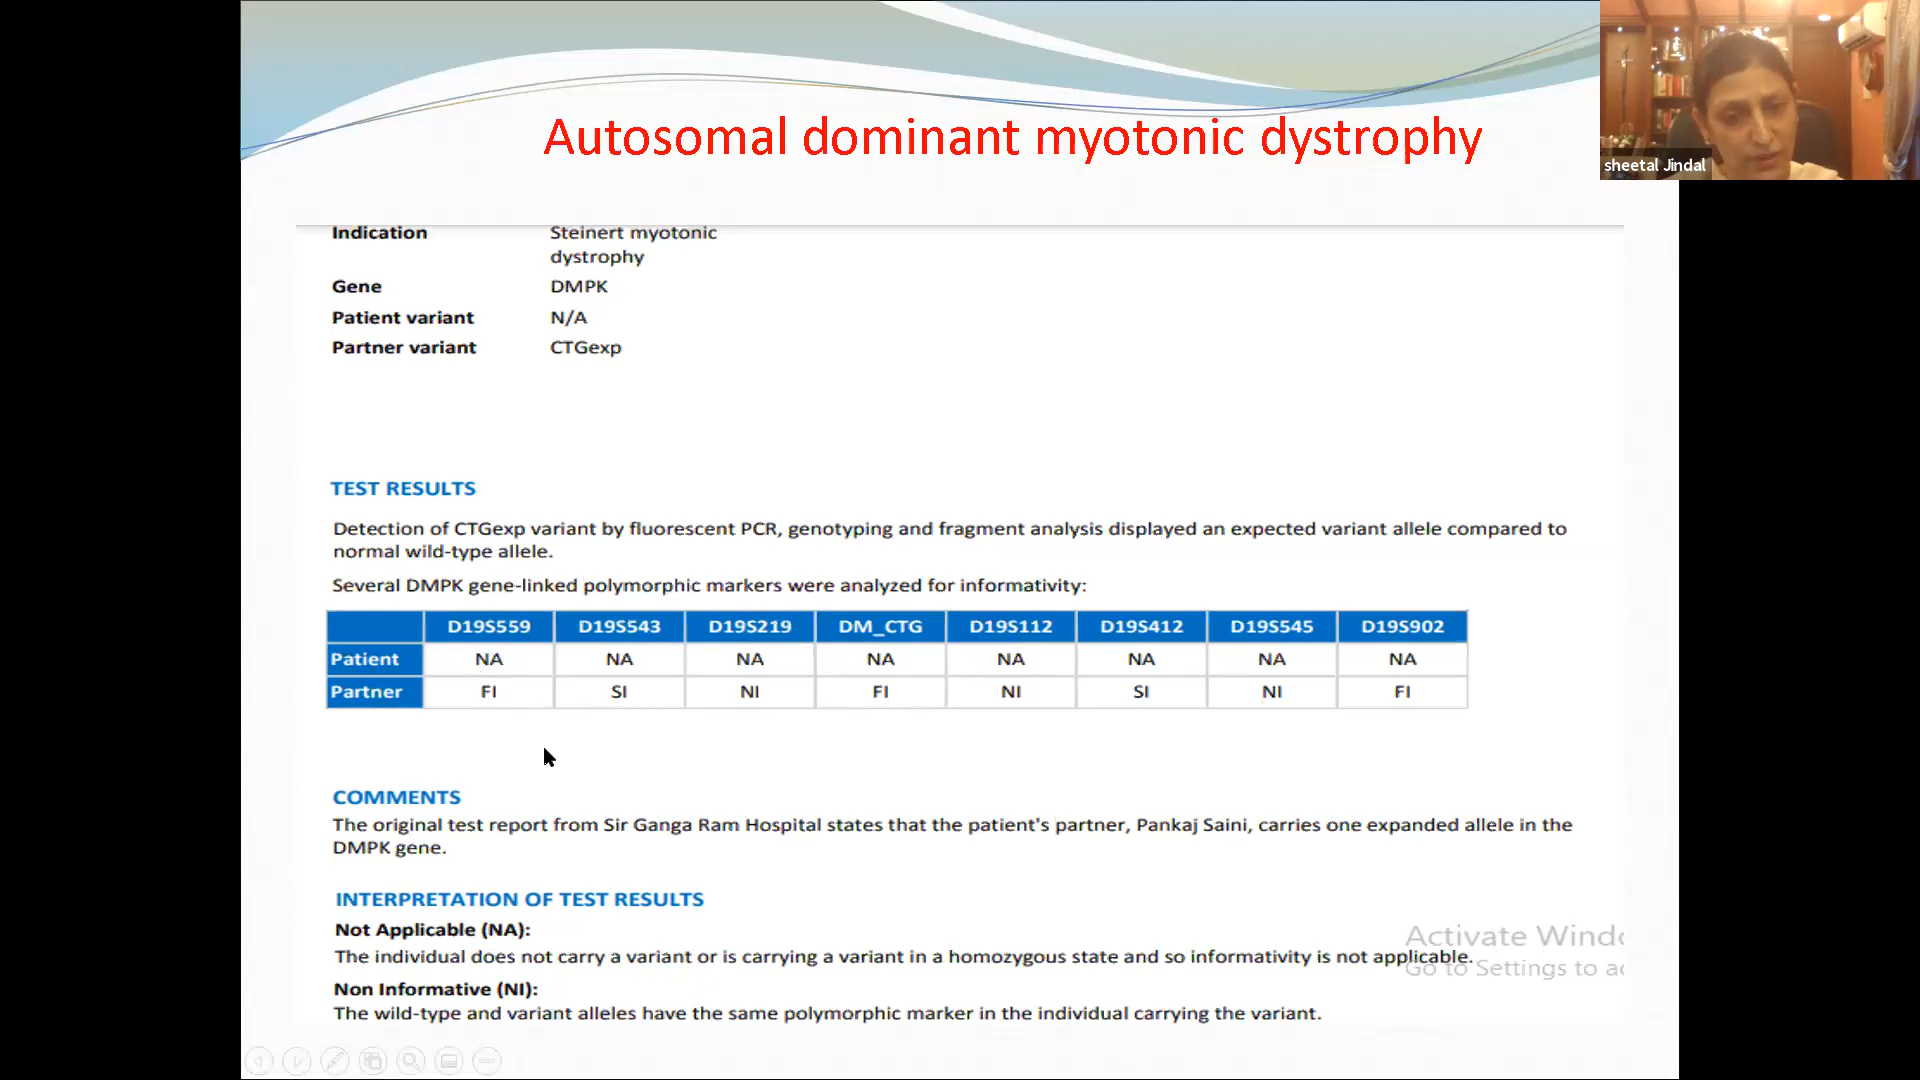 Autosomal dominant myotonic dystrophy
sheetal Jindal
Indication Steinert myotonic
dystrophy
Gene DMPK
Patient variant N/A
Partner variant CTGexp
TEST RESULTS
Detection of CTGexp variant by fluorescent PCR, genotyping and fragment analysis displayed an expected variant allele compared to
normal wild-type allele.
Several DMPK gene-linked polymorphic markers were analyzed for informativity:
D19S559 D19S543 D19S219 DM_CTG D19S112 D19S412 D19S545 D19S902
Patient NA NA NA NA NA NA NA NA
Partner FI SI NI FI NI SI NI FI
COMMENTS
The original test report from Sir Ganga Ram Hospital states that the patient's partner, Pankaj Saini, carries one expanded allele in the
DMPK gene.
INTERPRETATION OF TEST RESULTS
Not Applicable (NA):
The individual does not carry a variant or is carrying a variant in a homozygous state and so informativity is not applicable.
Non Informative (NI):
The wild-type and variant alleles have the same polymorphic marker in the individual carrying the variant.
Activate Windo
Go to Settings to ac